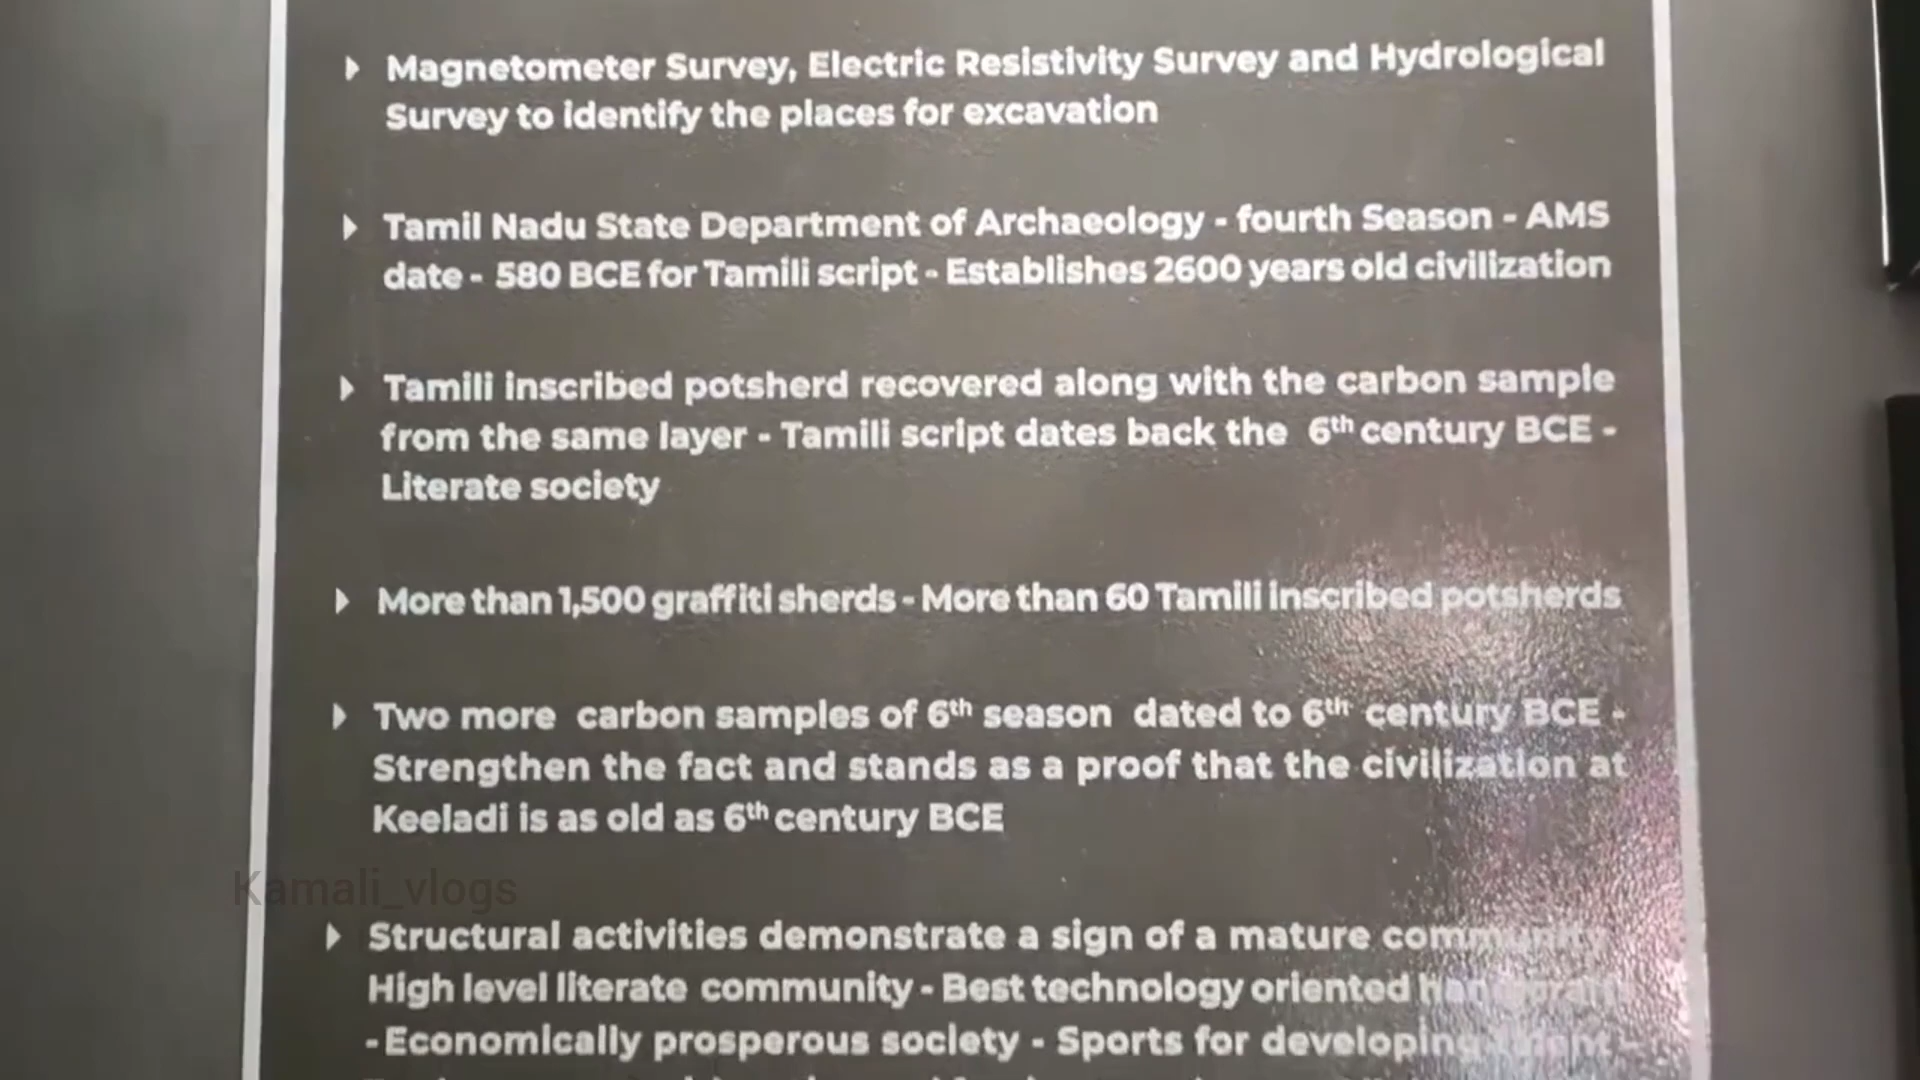 Magnetometer Survey, Electric Resistivity Survey and Hydrological
Survey to identify the places for excavation
Tamil Nadu State Department of Archaeology - fourth Season - AMS
date - 580 BCE for Tamili script - Establishes 2600 years old civilization
Tamili inscribed potsherd recovered along with the carbon sample
from the same layer - Tamili script dates back the 6th century BCE -
Literate society
More than 1,500 graffiti sherds - More than 60 Tamili inscribed potsherds
Two more carbon samples of 6th season dated to 6th century BCE -
Strengthen the fact and stands as a proof that the civilization at
Keeladi is as old as 6th century BCE
Kamali_vlogs
Structural activities demonstrate a sign of a mature community
High level literate community - Best technology oriented
- Economically prosperous society - Sports for developing